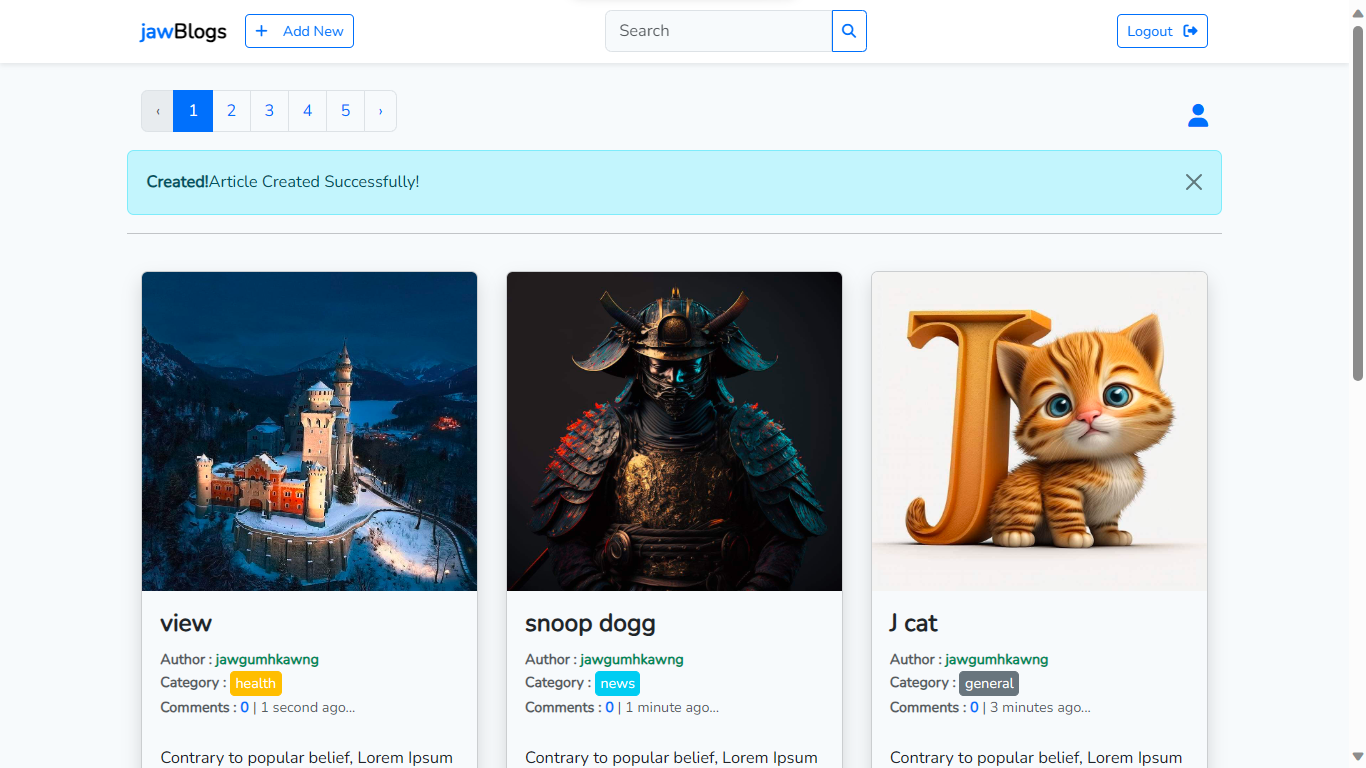 jawBlogs + Add New Search Logout
‹ 1 2 3 4 5 ›
Created!Article Created Successfully!
J
view
Author : jawgumhkawng
Category : health
Comments : 0 | 1 second ago...
Contrary to popular belief, Lorem Ipsum
snoop dogg
Author : jawgumhkawng
Category : news
Comments : 0 | 1 minute ago...
Contrary to popular belief, Lorem Ipsum
J cat
Author : jawgumhkawng
Category : general
Comments : 0 | 3 minutes ago...
Contrary to popular belief, Lorem Ipsum